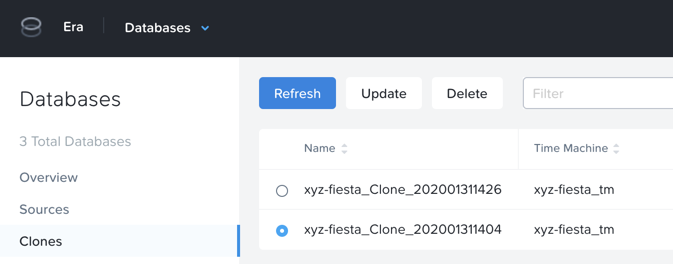 Era Databases
Databases
3 Total Databases
Overview
Sources
Clones
Refresh Update Delete Filter
Name Time Machine
xyz-fiesta_Clone_202001311426 xyz-fiesta_tm
xyz-fiesta_Clone_202001311404 xyz-fiesta_tm